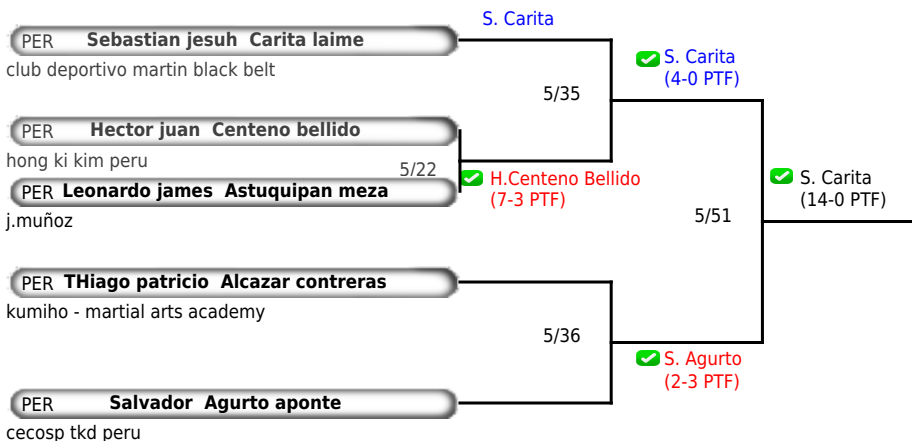 S. Carita
PER Sebastian jesuh Carita laime
club deportivo martin black belt
5/35
S. Carita
(4-0 PTF)
PER Hector juan Centeno bellido
hong ki kim peru
5/22
H.Centeno Bellido
(7-3 PTF)
PER Leonardo james Astuquipan meza
j.muñoz
5/51
S. Carita
(14-0 PTF)
PER THiago patricio Alcazar contreras
kumiho - martial arts academy
5/36
S. Agurto
(2-3 PTF)
PER Salvador Agurto aponte
cecosp tkd peru